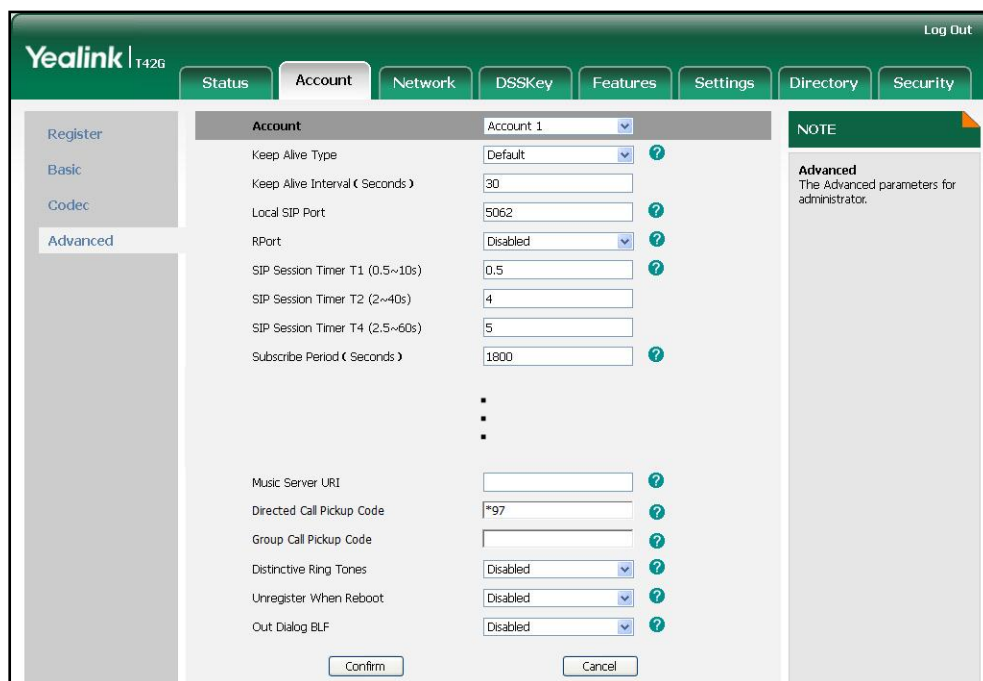 Log Out
Yealink T42G
Status Account Network DSSKey Features Settings Directory Security
Register
Basic
Codec
Advanced
Account Account 1
Keep Alive Type Default ?
Keep Alive Interval ( Seconds ) 30
Local SIP Port 5062 ?
RPort Disabled ?
SIP Session Timer T1 (0.5~10s) 0.5 ?
SIP Session Timer T2 (2~40s) 4
SIP Session Timer T4 (2.5~60s) 5
Subscribe Period ( Seconds ) 1800 ?
Music Server URI ?
Directed Call Pickup Code *97 ?
Group Call Pickup Code ?
Distinctive Ring Tones Disabled ?
Unregister When Reboot Disabled ?
Out Dialog BLF Disabled ?
Confirm Cancel
NOTE
Advanced
The Advanced parameters for
administrator.